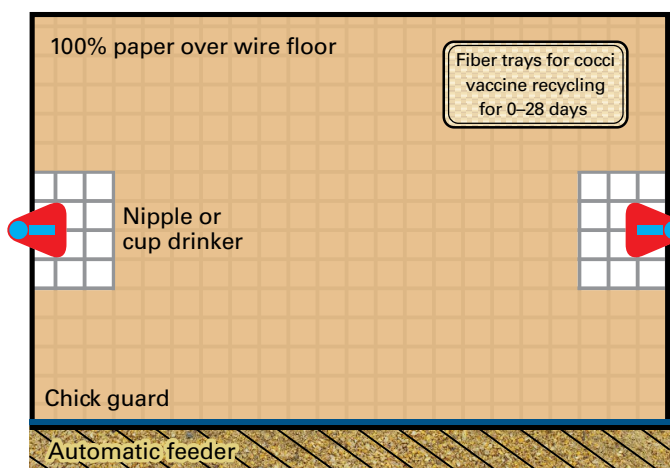 100% paper over wire floor
Fiber trays for cocci
vaccine recycling
for 0–28 days
Nipple or
cup drinker
Chick guard
Automatic feeder